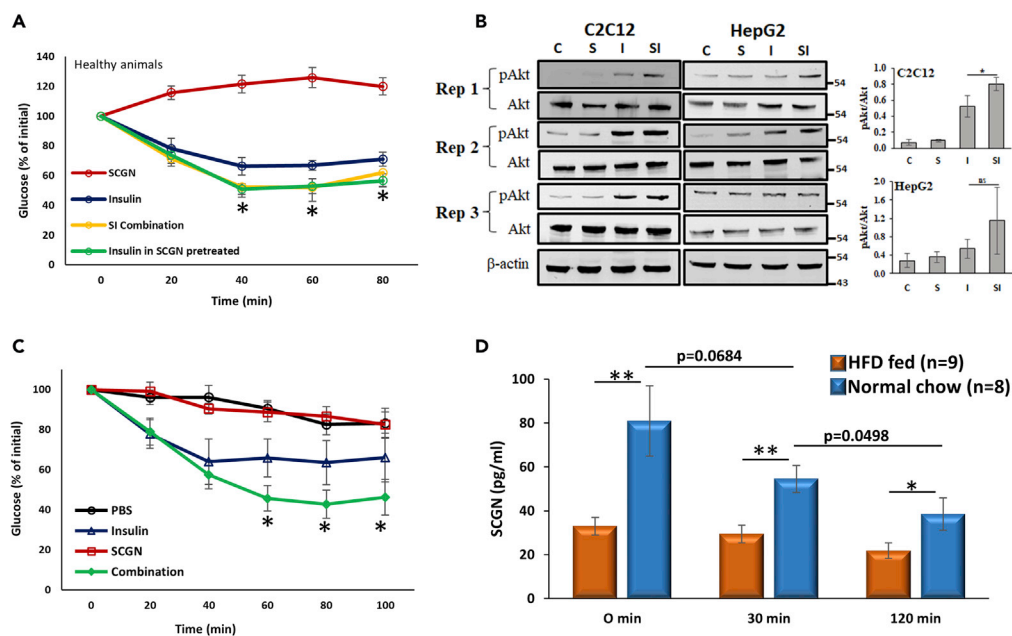 A
Healthy animals
Glucose (% of initial)
140
120
100
80
60
40
20
0
SCGN
Insulin
SI Combination
Insulin in SCGN pretreated
* * *
0 20 40 60 80
Time (min)
B
C2C12 HepG2
C S I SI C S I SI
Rep 1 pAkt 54
Akt 54
Rep 2 pAkt 54
Akt 54
Rep 3 pAkt 54
Akt 54
β-actin 54
43
C2C12
*
pAkt/Akt
1.0
0.8
0.6
0.4
0.2
0.0
C S I SI
HepG2
ns
pAkt/Akt
2.0
1.6
1.2
0.8
0.4
0.0
C S I SI
C
Glucose (% of initial)
100
80
60
40
20
0
PBS
Insulin
SCGN
Combination
* * *
0 20 40 60 80 100
Time (min)
D
p=0.0684
HFD fed (n=9)
Normal chow (n=8)
** ** *
p=0.0498
SCGN (pg/ml)
100
80
60
40
20
0
O min 30 min 120 min